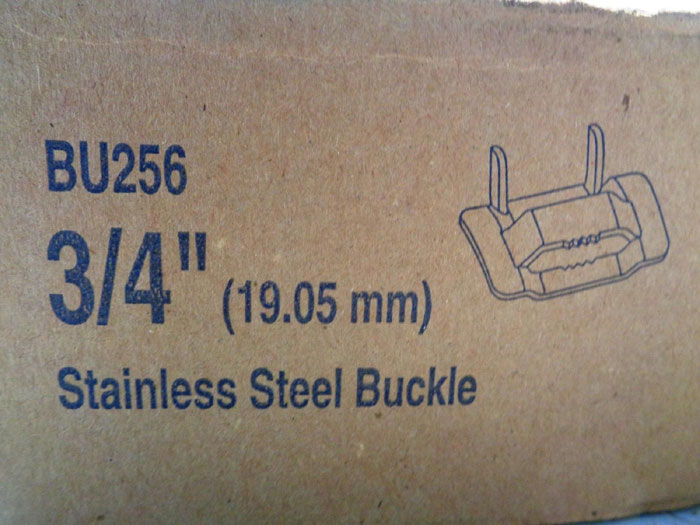 BU256
3/4" (19.05 mm)
Stainless Steel Buckle